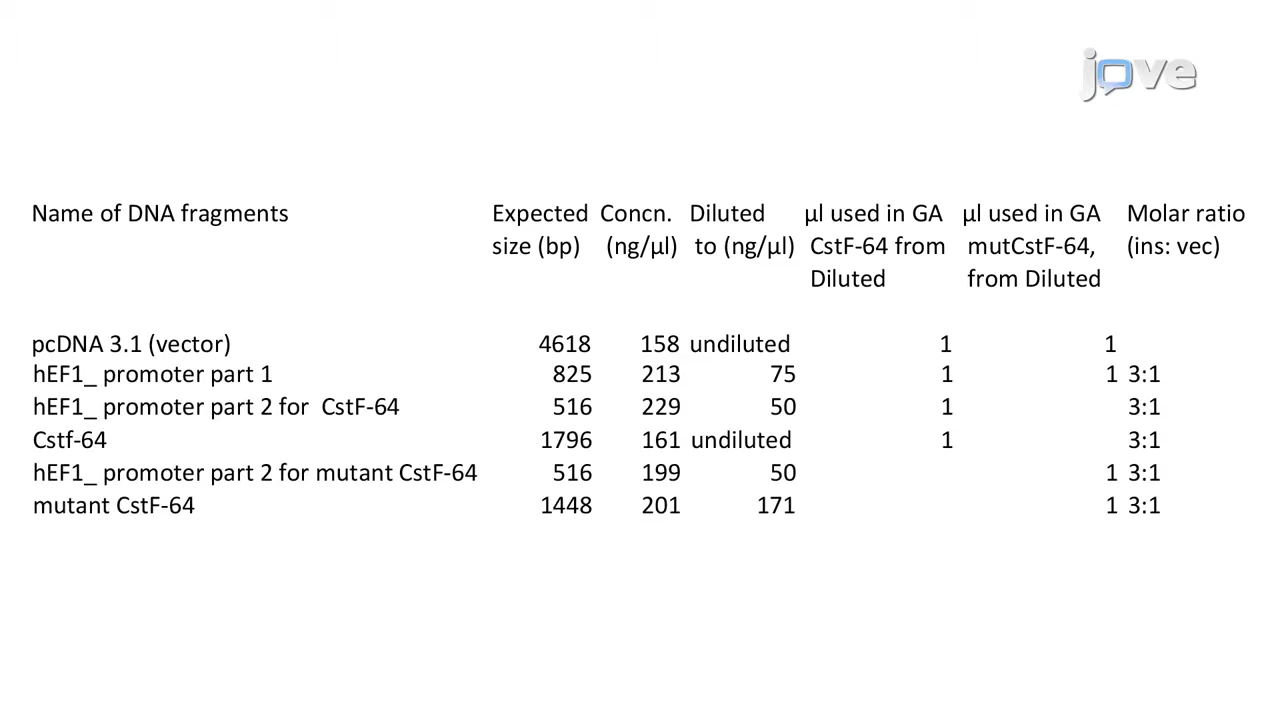 jove
Name of DNA fragments Expected Concn. Diluted µl used in GA µl used in GA Molar ratio
size (bp) (ng/µl) to (ng/µl) CstF-64 from mutCstF-64, (ins: vec)
Diluted from Diluted
pcDNA 3.1 (vector) 4618 158 undiluted 1 1
hEF1_ promoter part 1 825 213 75 1 1 3:1
hEF1_ promoter part 2 for CstF-64 516 229 50 1 3:1
Cstf-64 1796 161 undiluted 1 3:1
hEF1_ promoter part 2 for mutant CstF-64 516 199 50 1 3:1
mutant CstF-64 1448 201 171 1 3:1